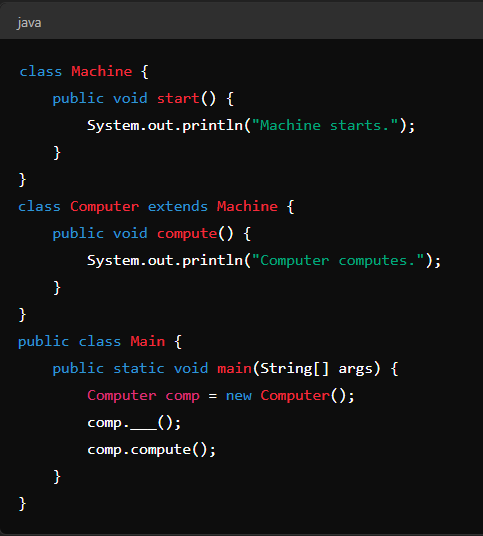 java
class Machine {
    public void start() {
        System.out.println("Machine starts.");
    }
}
class Computer extends Machine {
    public void compute() {
        System.out.println("Computer computes.");
    }
}
public class Main {
    public static void main(String[] args) {
        Computer comp = new Computer();
        comp.___();
        comp.compute();
    }
}